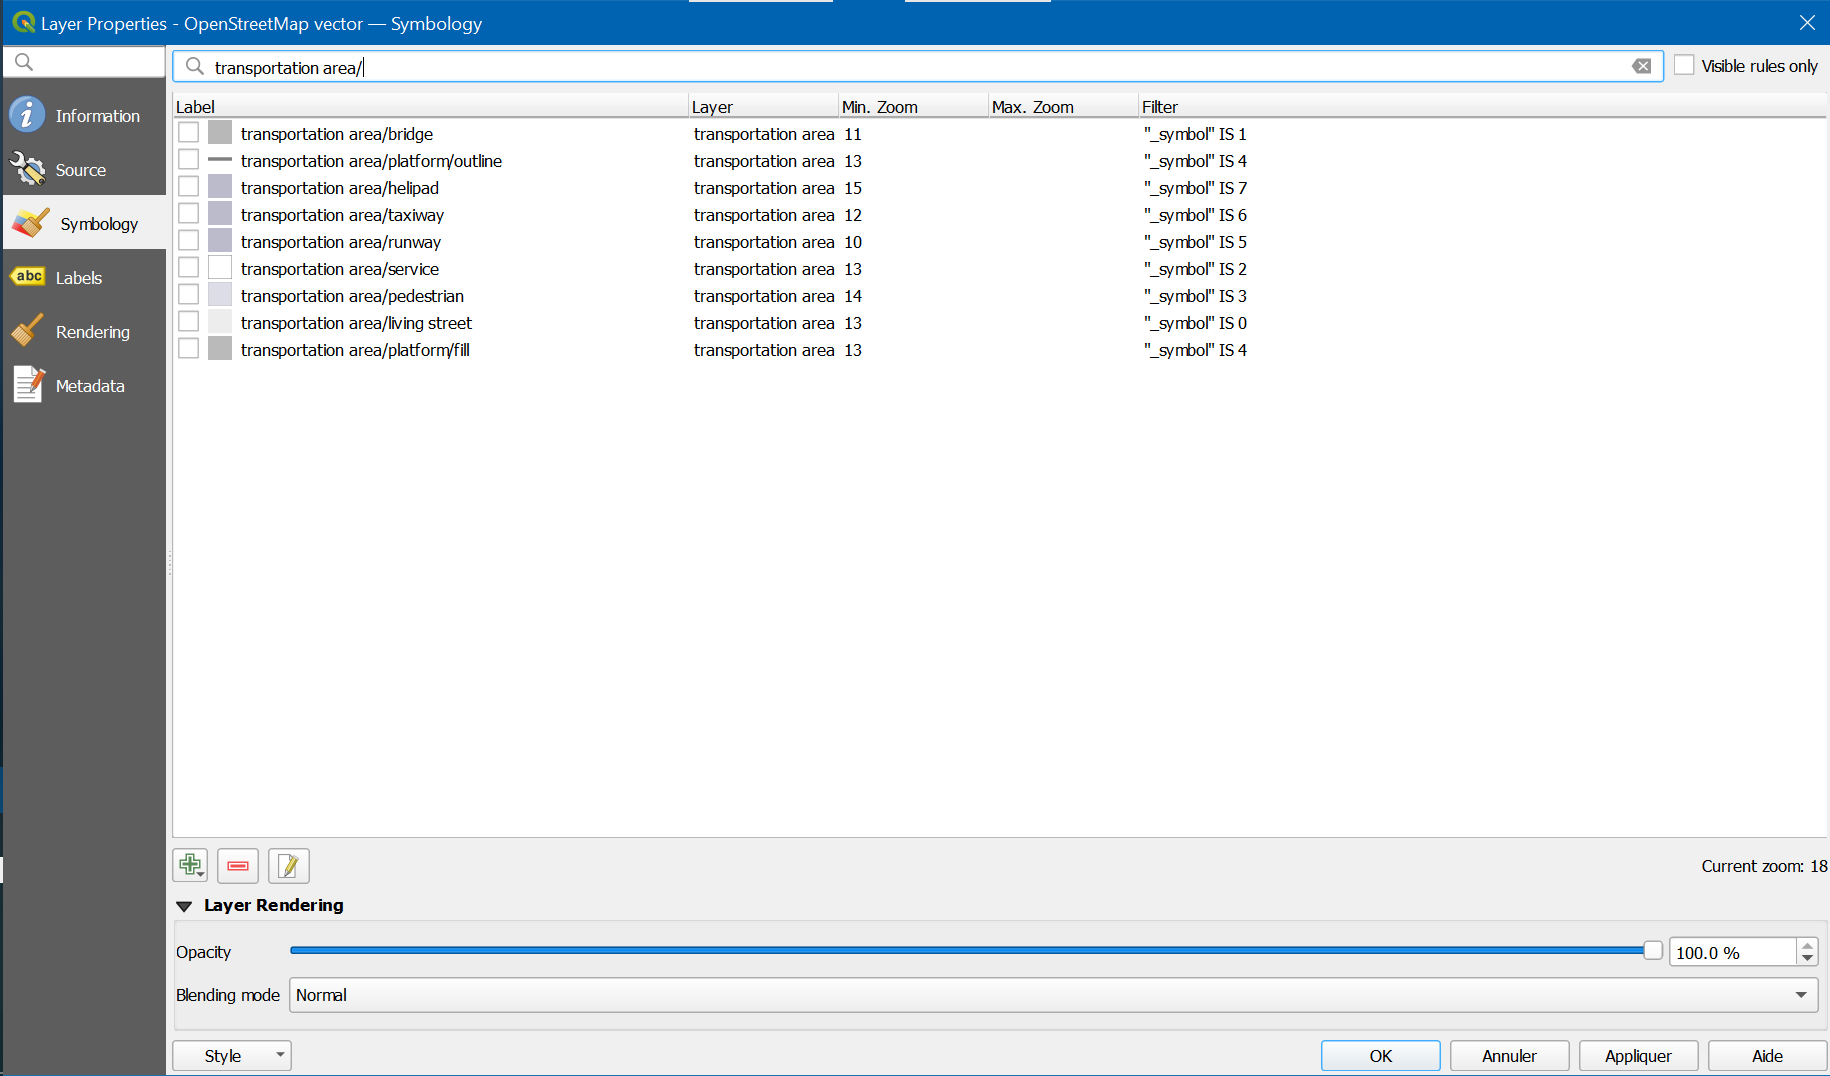 Layer Properties - OpenStreetMap vector — Symbology
transportation area/
Visible rules only
Information
Source
Symbology
abc Labels
Rendering
Metadata
Label Layer Min. Zoom Max. Zoom Filter
transportation area/bridge transportation area 11 "_symbol" IS 1
transportation area/platform/outline transportation area 13 "_symbol" IS 4
transportation area/helipad transportation area 15 "_symbol" IS 7
transportation area/taxiway transportation area 12 "_symbol" IS 6
transportation area/runway transportation area 10 "_symbol" IS 5
transportation area/service transportation area 13 "_symbol" IS 2
transportation area/pedestrian transportation area 14 "_symbol" IS 3
transportation area/living street transportation area 13 "_symbol" IS 0
transportation area/platform/fill transportation area 13 "_symbol" IS 4
Current zoom: 18
Layer Rendering
Opacity 100.0 %
Blending mode Normal
Style OK Annuler Appliquer Aide